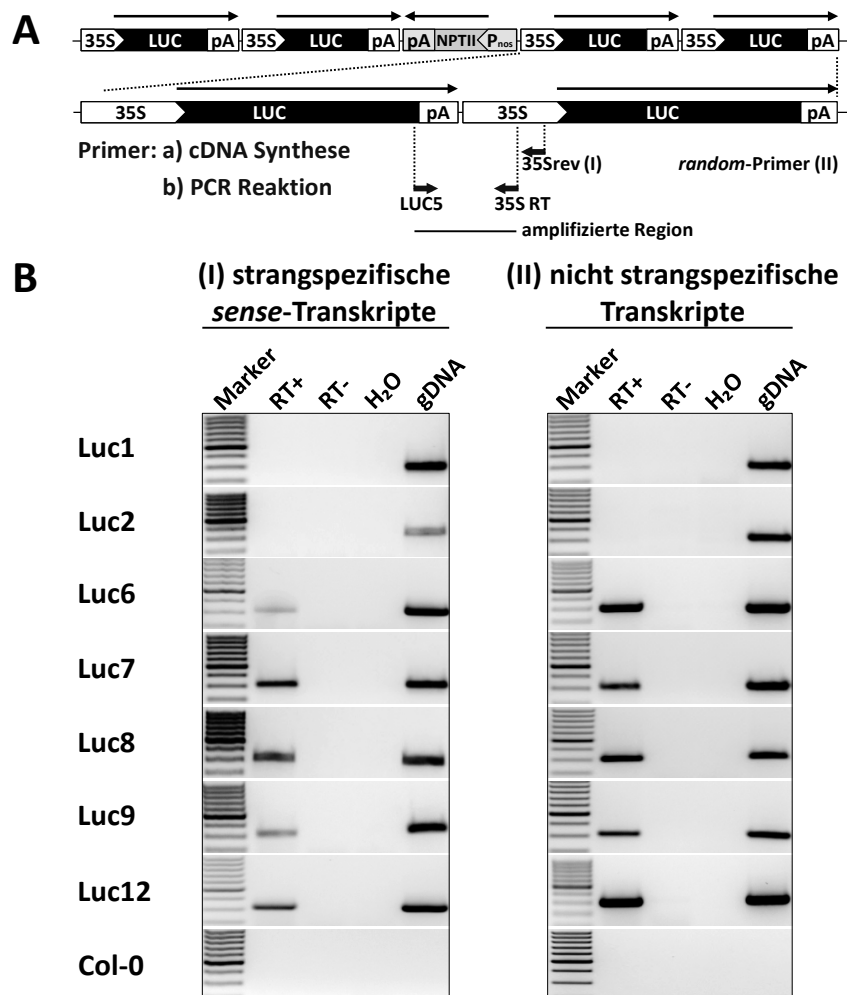 A
35S LUC pA 35S LUC pA pA NPTII Pnos 35S LUC pA 35S LUC pA
35S LUC pA 35S LUC pA
Primer: a) cDNA Synthese
35Srev (I)
random-Primer (II)
b) PCR Reaktion
LUC5
35S RT
amplifizierte Region
B
(I) strangspezifische
sense-Transkripte
(II) nicht strangspezifische
Transkripte
Marker RT+ RT- H₂O gDNA
Marker RT+ RT- H₂O gDNA
Luc1
Luc2
Luc6
Luc7
Luc8
Luc9
Luc12
Col-0